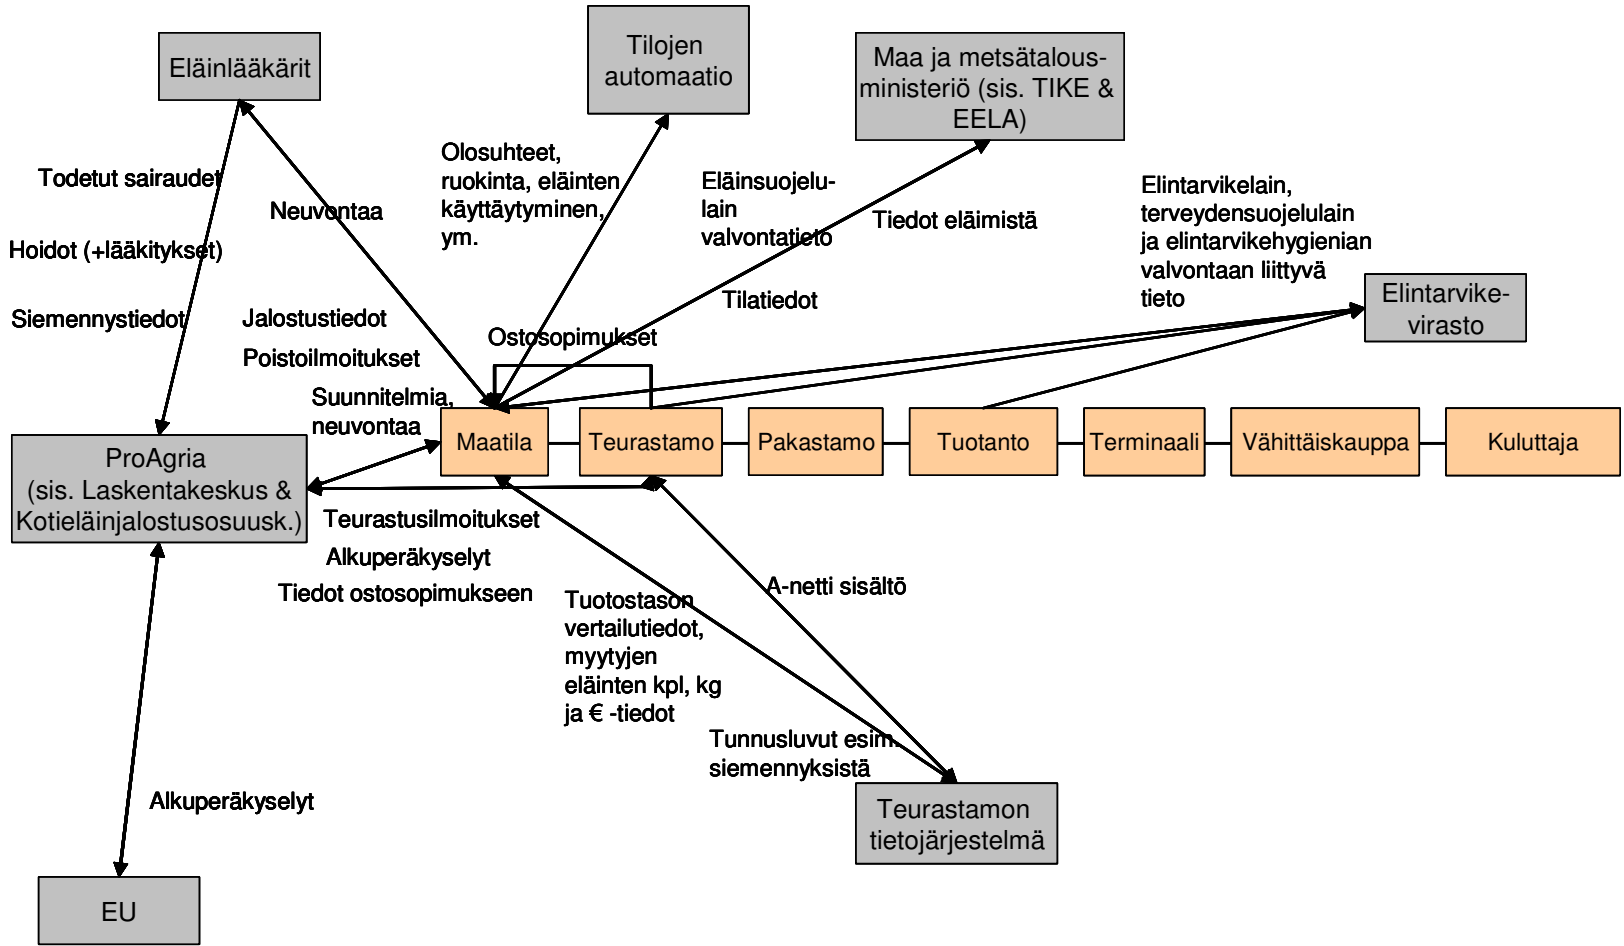 Eläinlääkärit
Tilojen
automaatio
Maa ja metsätalous-
ministeriö (sis. TIKE &
EELA)
Todetut sairaudet
Neuvontaa
Olosuhteet,
ruokinta, eläinten
käyttäytyminen,
ym.
Eläinsuojelu-
lain
valvontatieto
Tiedot eläimistä
Elintarvikelain,
terveydensuojelulain
ja elintarvikehygienian
valvontaan liittyvä
tieto
Hoidot (+lääkitykset)
Tilatiedot
Elintarvike-
virasto
Siemennystiedot
Jalostustiedot
Poistoilmoitukset
Ostosopimukset
Suunnitelmia,
neuvontaa
Maatila
Teurastamo
Pakastamo
Tuotanto
Terminaali
Vähittäiskauppa
Kuluttaja
ProAgria
(sis. Laskentakeskus &
Kotieläinjalostusosuusk.)
Teurastusilmoitukset
Alkuperäkyselyt
Tiedot ostosopimukseen
Tuotostason
vertailutiedot,
myytyjen
eläinten kpl, kg
ja € -tiedot
A-netti sisältö
Tunnusluvut esim.
siemennyksistä
Alkuperäkyselyt
Teurastamon
tietojärjestelmä
EU